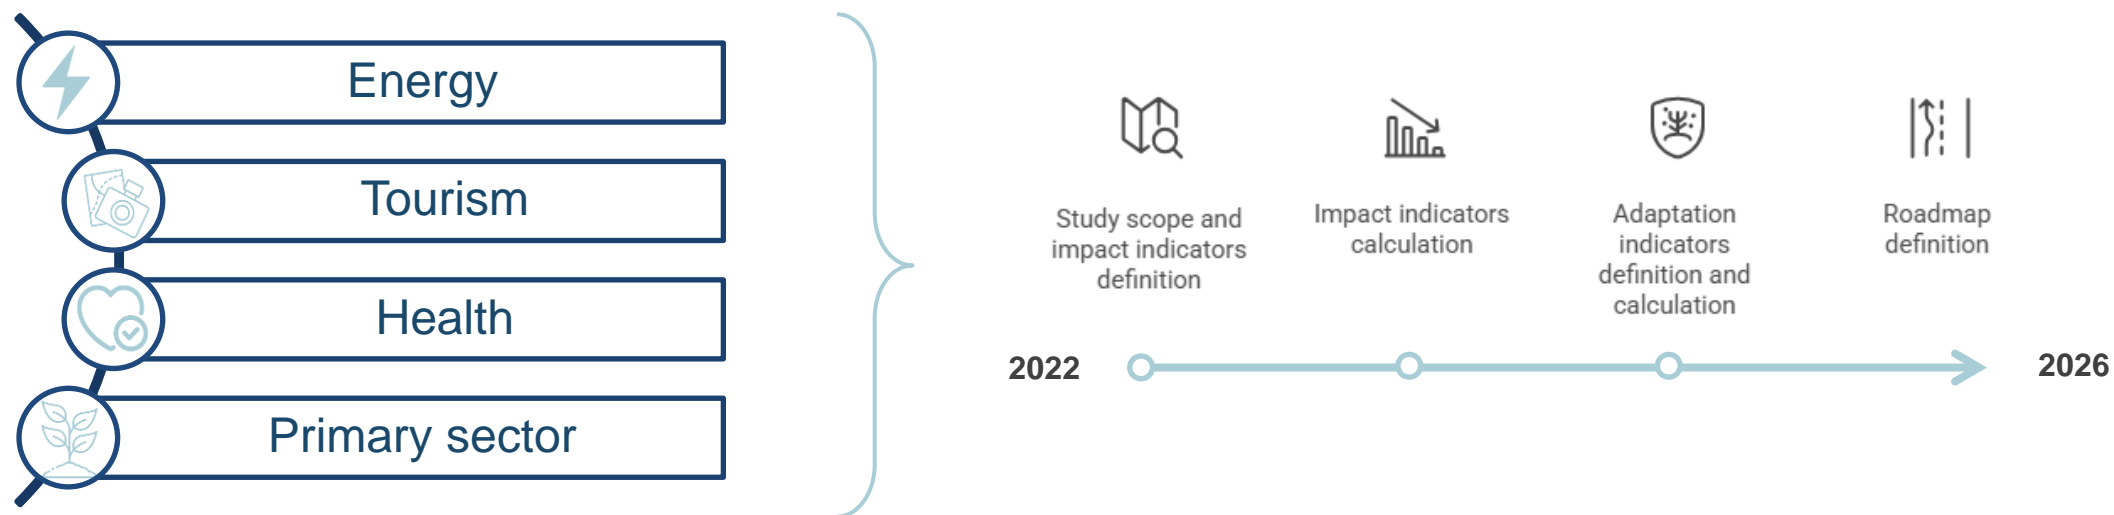 Energy
Tourism
Health
Primary sector
Study scope and
impact indicators
definition
Impact indicators
calculation
Adaptation
indicators
definition and
calculation
Roadmap
definition
2022
2026